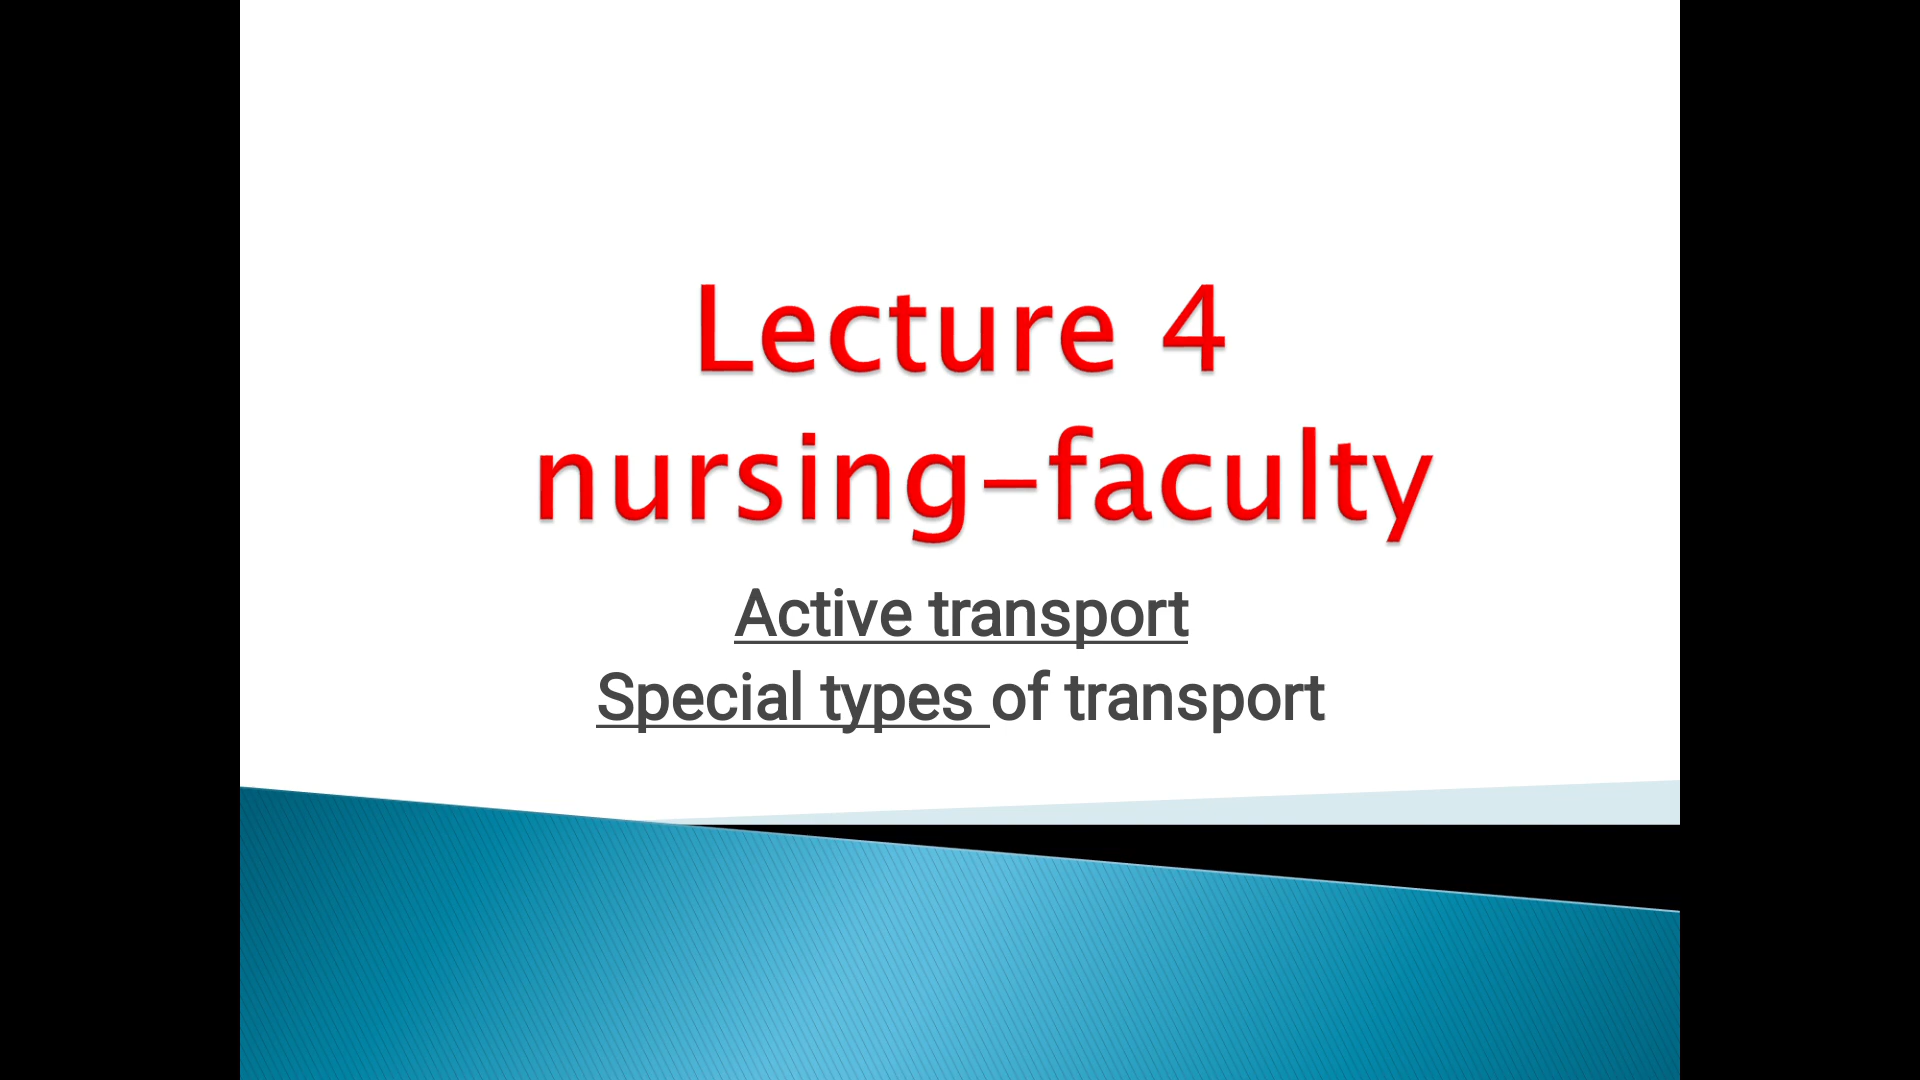 Lecture 4
nursing-faculty
Active transport
Special types of transport